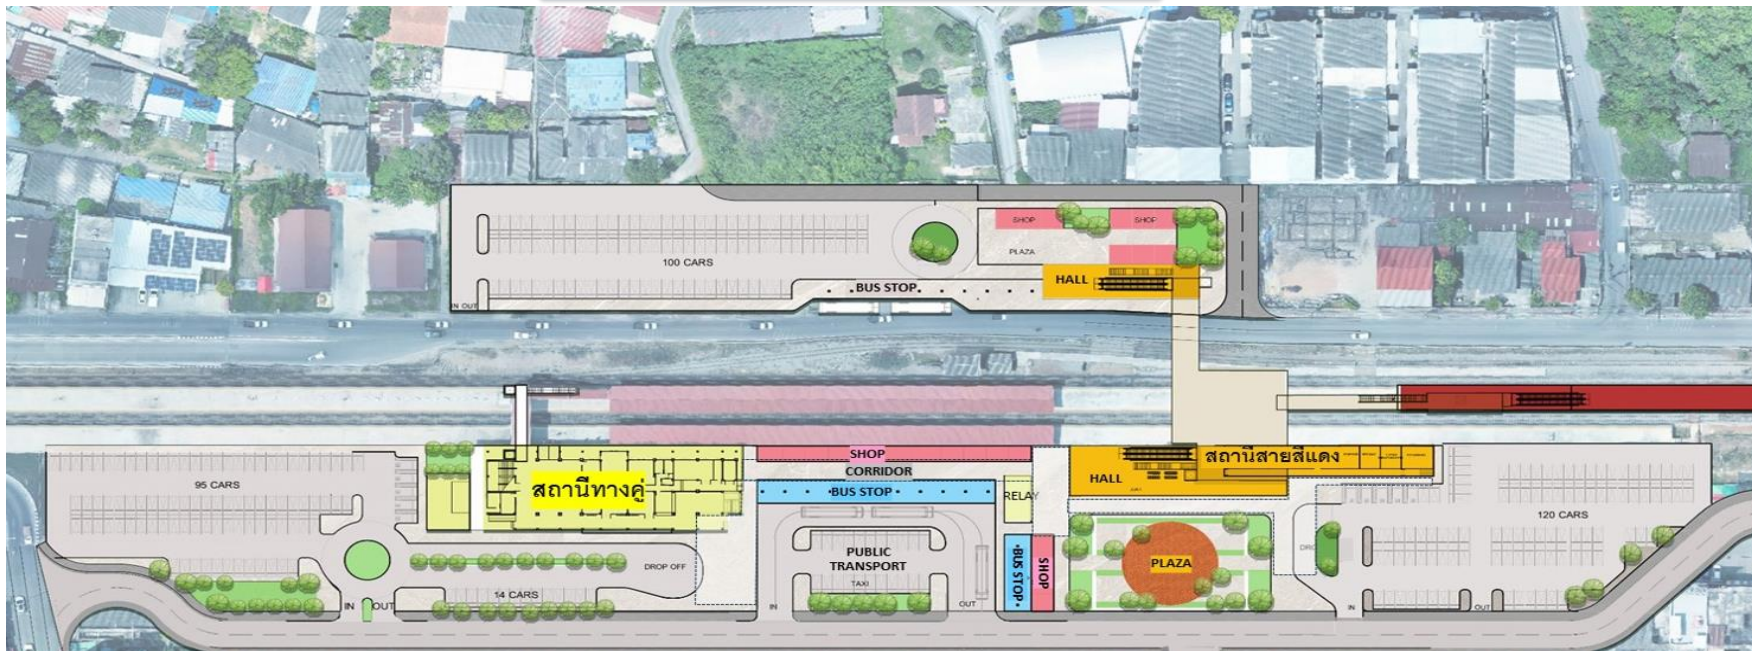 SHOP
SHOP
PLAZA
100 CARS
HALL
BUS STOP
IN OUT
SHOP
สถานีสายสีแดง
CORRIDOR
HALL
95 CARS
สถานีทางคู่
BUS STOP
RELAY
120 CARS
PUBLIC
TRANSPORT
TAXI
BUS STOP
SHOP
PLAZA
DROP OFF
14 CARS
IN
OUT
IN
OUT
IN
OUT